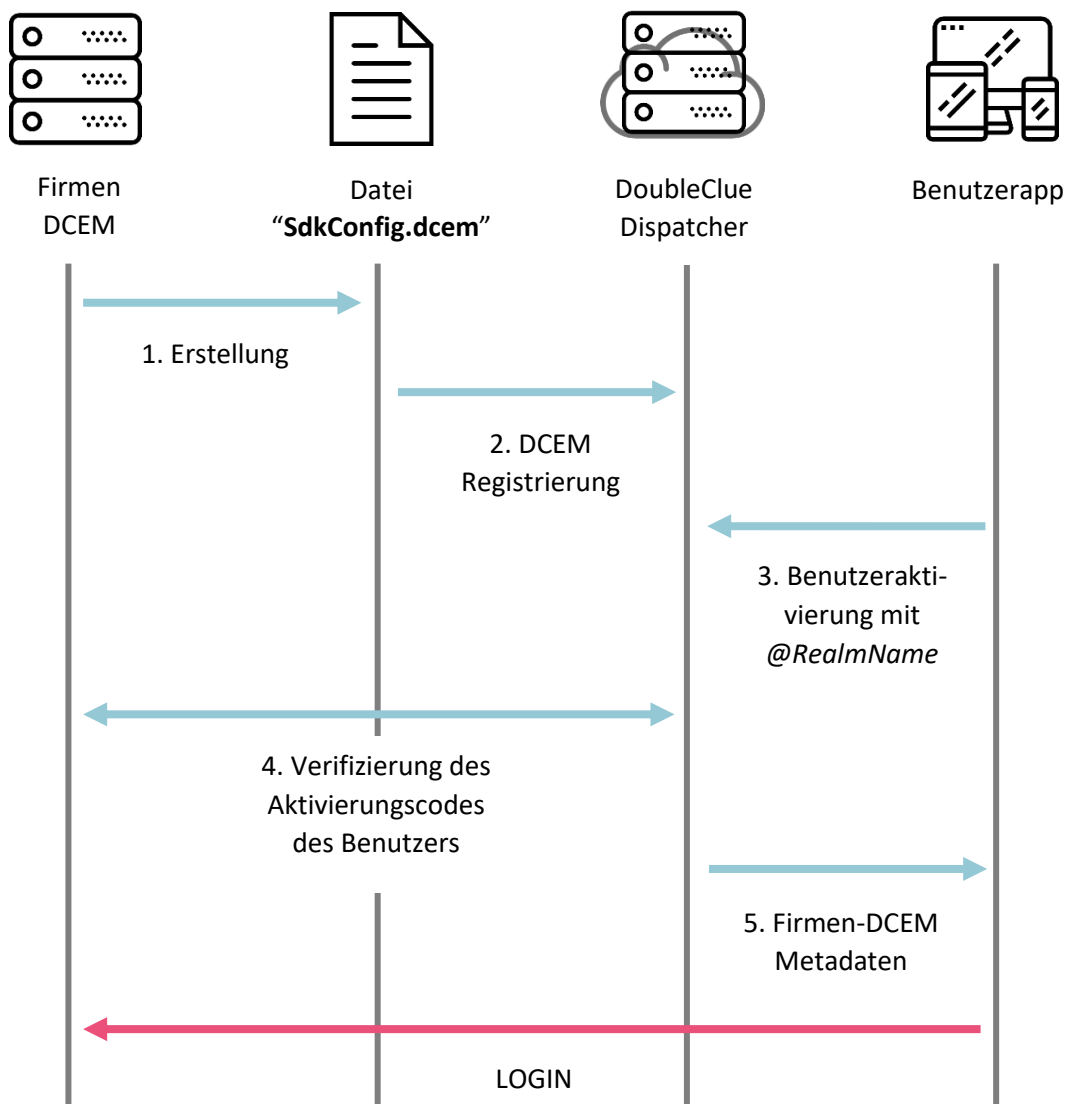 Firmen
DCEM
Datei
“SdkConfig.dcem”
DoubleClue
Dispatcher
Benutzerapp
1. Erstellung
2. DCEM
Registrierung
3. Benutzerakti-
vierung mit
@RealmName
4. Verifizierung des
Aktivierungscodes
des Benutzers
5. Firmen-DCEM
Metadaten
LOGIN